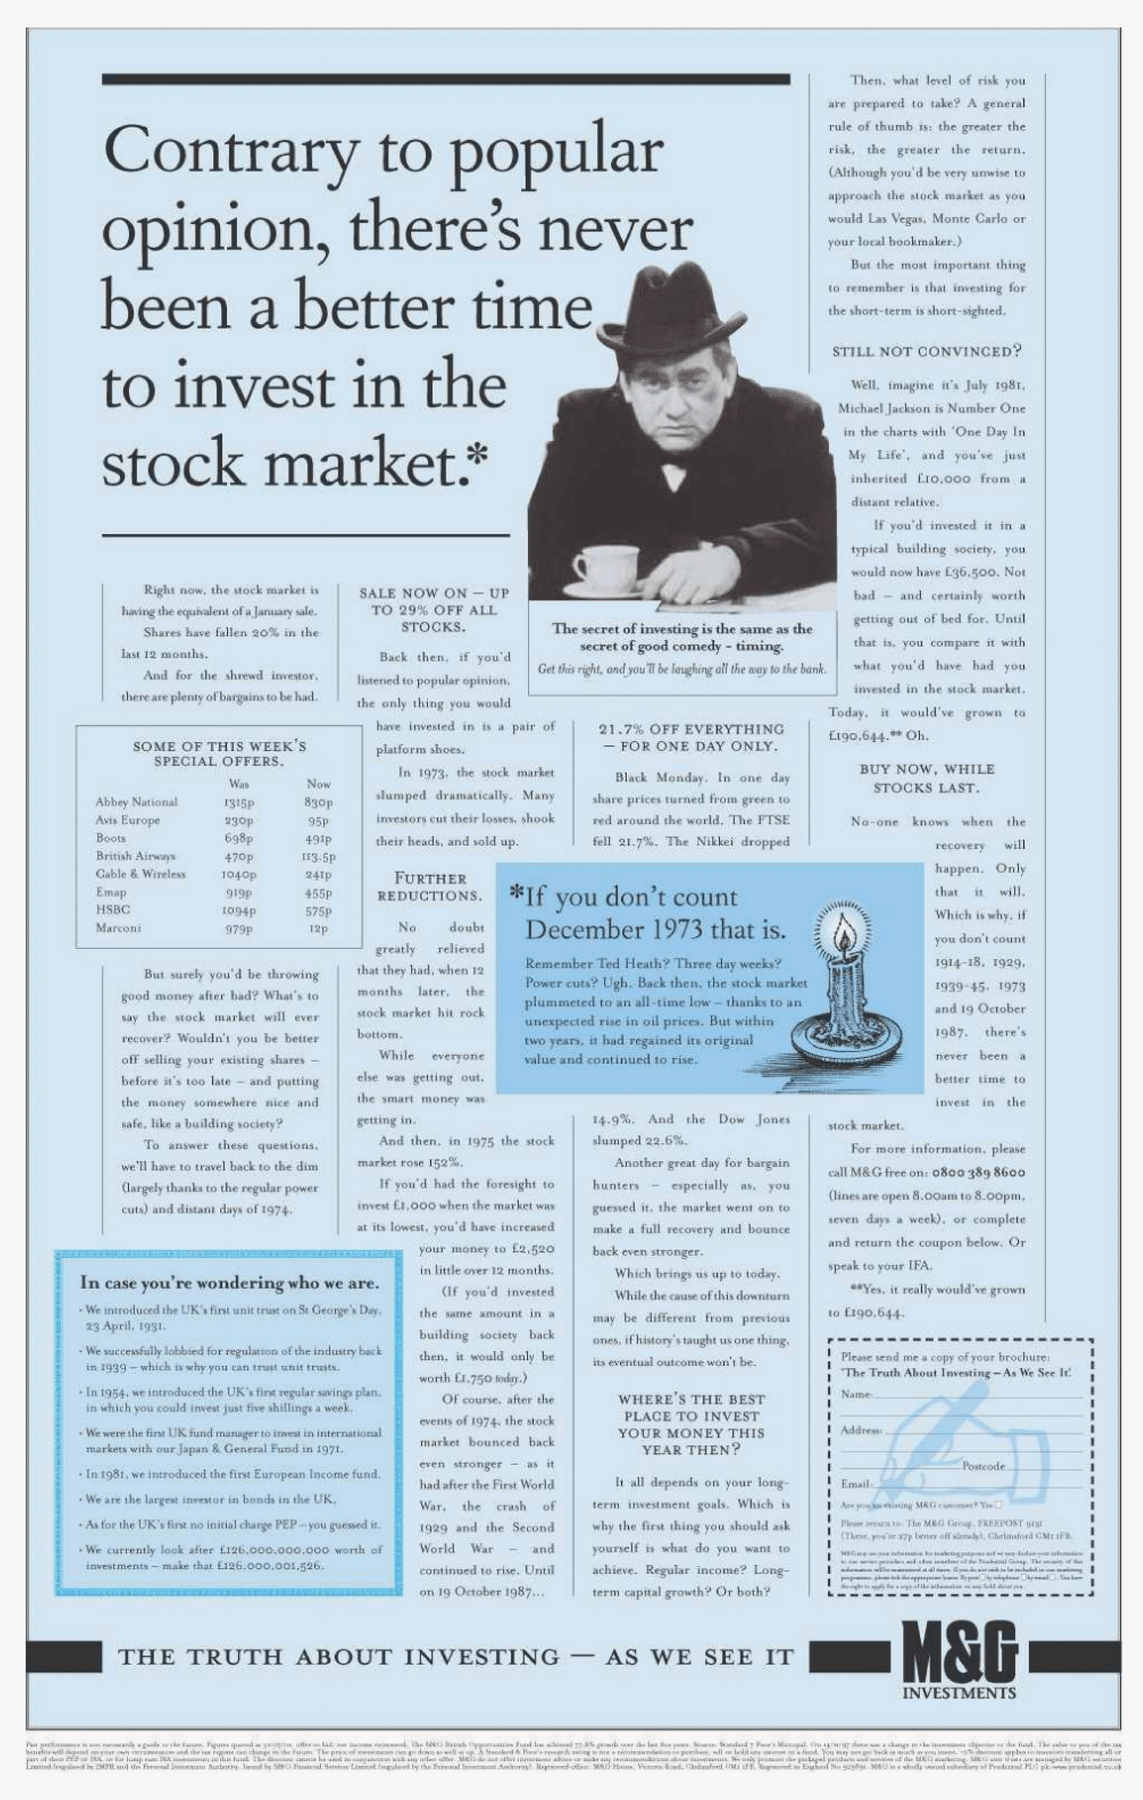 Contrary to popular
opinion, there's never
been a better time
to invest in the
stock market.*
The secret of investing is the same as the
secret of good comedy - timing.
Get this right, and you'll be laughing all the way to the bank.
Right now, the stock market is
having the equivalent of a January sale.
Shares have fallen 20% in the
last 12 months.
And for the shrewd investor,
there are plenty of bargains to be had.
SOME OF THIS WEEK'S
SPECIAL OFFERS.
Was Now
Abbey National 1315p 830p
Avis Europe 230p 95p
Boots 698p 491p
British Airways 470p 113.5p
Cable & Wireless 1040p 241p
Emap 919p 455p
HSBC 1094p 575p
Marconi 979p 12p
But surely you'd be throwing
good money after bad? What's to
say the stock market will ever
recover? Wouldn't you be better
off selling your existing shares –
before it's too late – and putting
the money somewhere nice and
safe, like a building society?
To answer these questions,
we'll have to travel back to the dim
(largely thanks to the regular power
cuts) and distant days of 1974.
In case you're wondering who we are.
· We introduced the UK's first unit trust on St George's Day,
23 April, 1931.
· We successfully lobbied for regulation of the industry back
in 1939 – which is why you can trust unit trusts.
· In 1954, we introduced the UK's first regular savings plan,
in which you could invest just five shillings a week.
· We were the first UK fund manager to invest in international
markets with our Japan & General Fund in 1971.
· In 1981, we introduced the first European Income fund.
· We are the largest investor in bonds in the UK.
· As for the UK's first no initial charge PEP – you guessed it.
· We currently look after £126,000,000,000 worth of
investments – make that £126,000,001,526.
SALE NOW ON – UP
TO 29% OFF ALL
STOCKS.
Back then, if you'd
listened to popular opinion,
the only thing you would
have invested in is a pair of
platform shoes.
In 1973, the stock market
slumped dramatically. Many
investors cut their losses, shook
their heads, and sold up.
FURTHER
REDUCTIONS.
No doubt
greatly relieved
that they had, when 12
months later, the
stock market hit rock
bottom.
While everyone
else was getting out,
the smart money was
getting in.
And then, in 1975 the stock
market rose 152%.
If you'd had the foresight to
invest £1,000 when the market was
at its lowest, you'd have increased
your money to £2,520
in little over 12 months.
(If you'd invested
the same amount in a
building society back
then, it would only be
worth £1,750 today.)
Of course, after the
events of 1974, the stock
market bounced back
even stronger – as it
had after the First World
War, the crash of
1929 and the Second
World War – and
continued to rise. Until
on 19 October 1987...
21.7% OFF EVERYTHING
– FOR ONE DAY ONLY.
Black Monday. In one day
share prices turned from green to
red around the world. The FTSE
fell 21.7%. The Nikkei dropped
*If you don't count
December 1973 that is.
Remember Ted Heath? Three day weeks?
Power cuts? Ugh. Back then, the stock market
plummeted to an all-time low – thanks to an
unexpected rise in oil prices. But within
two years, it had regained its original
value and continued to rise.
14.9%. And the Dow Jones
slumped 22.6%.
Another great day for bargain
hunters – especially as, you
guessed it, the market went on to
make a full recovery and bounce
back even stronger.
Which brings us up to today.
While the cause of this downturn
may be different from previous
ones, if history's taught us one thing,
its eventual outcome won't be.
WHERE'S THE BEST
PLACE TO INVEST
YOUR MONEY THIS
YEAR THEN?
It all depends on your long-
term investment goals. Which is
why the first thing you should ask
yourself is what do you want to
achieve. Regular income? Long-
term capital growth? Or both?
Then, what level of risk you
are prepared to take? A general
rule of thumb is: the greater the
risk, the greater the return.
(Although you'd be very unwise to
approach the stock market as you
would Las Vegas, Monte Carlo or
your local bookmaker.)
But the most important thing
to remember is that investing for
the short-term is short-sighted.
STILL NOT CONVINCED?
Well, imagine it's July 1981,
Michael Jackson is Number One
in the charts with 'One Day In
My Life', and you've just
inherited £10,000 from a
distant relative.
If you'd invested it in a
typical building society, you
would now have £36,500. Not
bad – and certainly worth
getting out of bed for. Until
that is, you compare it with
what you'd have had you
invested in the stock market.
Today, it would've grown to
£190,644.** Oh.
BUY NOW, WHILE
STOCKS LAST.
No-one knows when the
recovery will
happen. Only
that it will.
Which is why, if
you don't count
1914-18, 1929,
1939-45, 1973
and 19 October
1987, there's
never been a
better time to
invest in the
stock market.
For more information, please
call M&G free on: 0800 389 8600
(lines are open 8.00am to 8.00pm,
seven days a week), or complete
and return the coupon below. Or
speak to your IFA.
**Yes, it really would've grown
to £190,644.
Please send me a copy of your brochure:
'The Truth About Investing – As We See It.'
Name:
Address:
Postcode
Email:
Are you an existing M&G customer? Yes
Please return to: The M&G Group, FREEPOST 9191
(There, you're 27p better off already), Chelmsford CM1 1FB.
THE TRUTH ABOUT INVESTING — AS WE SEE IT
M&G
INVESTMENTS